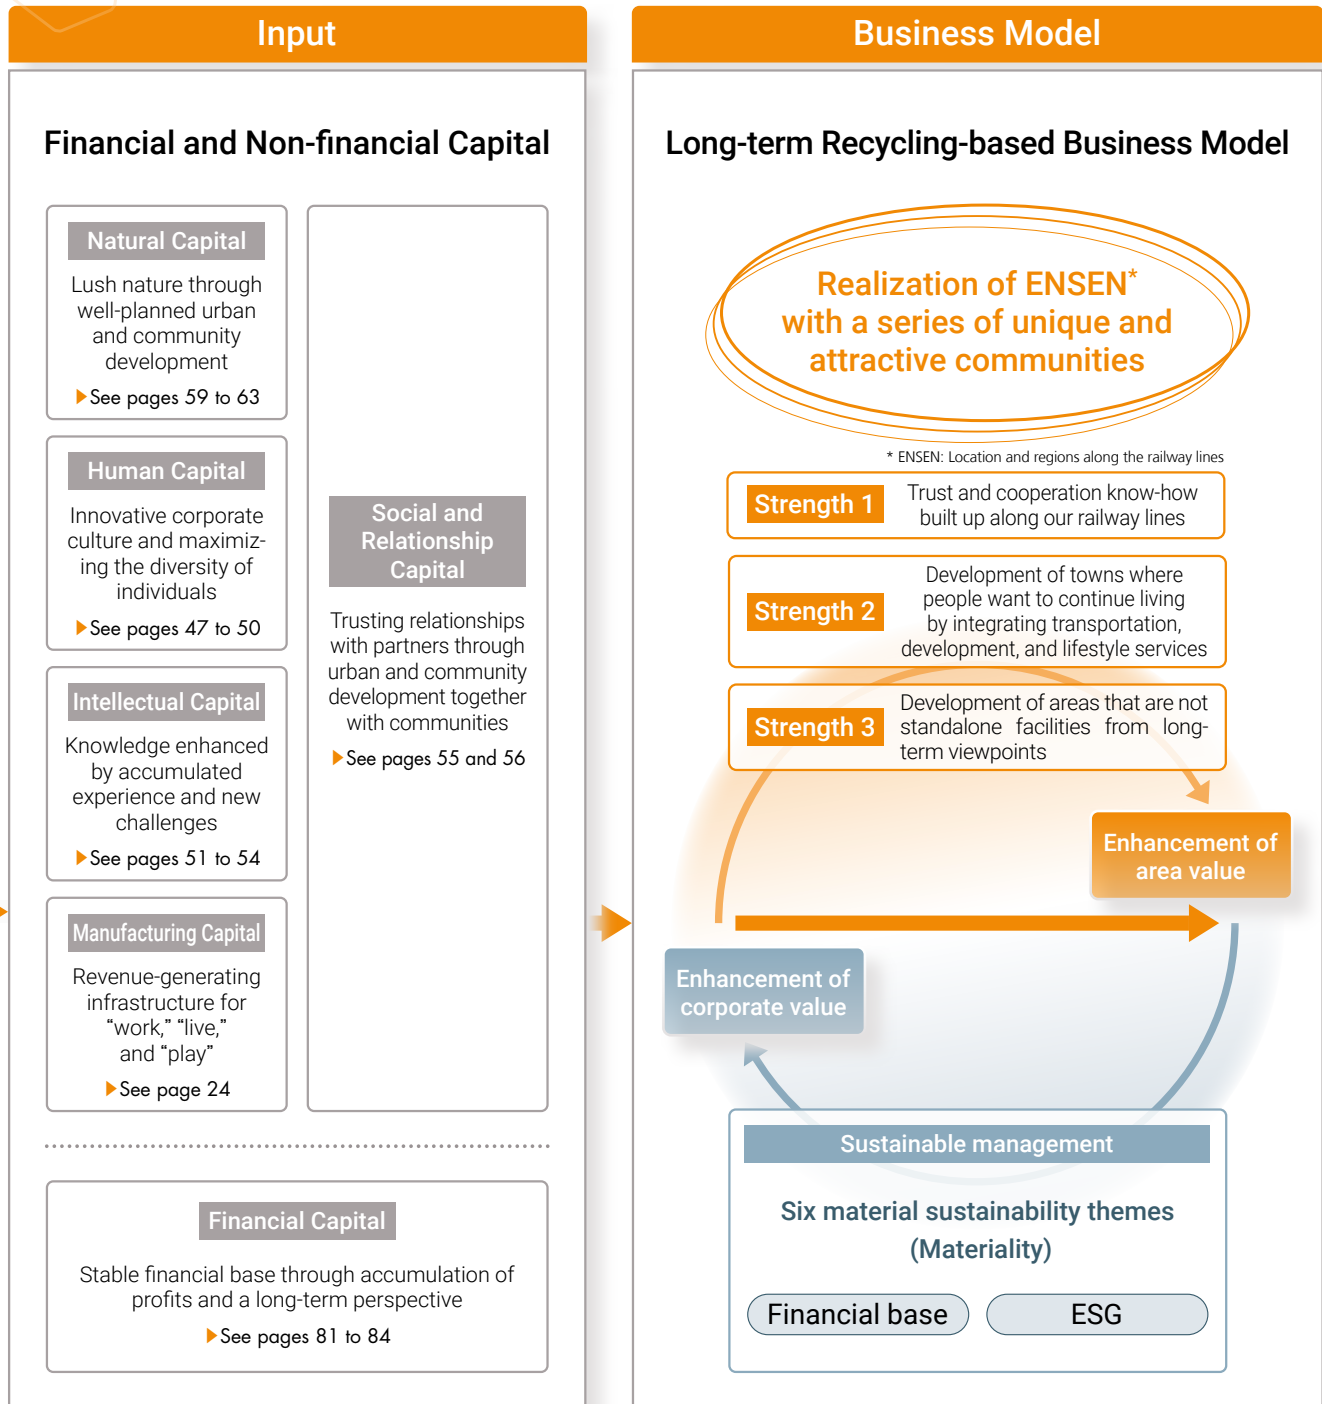 Input
Financial and Non-financial Capital
Natural Capital
Lush nature through
well-planned urban
and community
development
See pages 59 to 63
Human Capital
Innovative corporate
culture and maximiz-
ing the diversity of
individuals
See pages 47 to 50
Intellectual Capital
Knowledge enhanced
by accumulated
experience and new
challenges
See pages 51 to 54
Manufacturing Capital
Revenue-generating
infrastructure for
“work,” “live,”
and “play”
See page 24
Social and
Relationship
Capital
Trusting relationships
with partners through
urban and community
development together
with communities
See pages 55 and 56
Financial Capital
Stable financial base through accumulation of
profits and a long-term perspective
See pages 81 to 84
Business Model
Long-term Recycling-based Business Model
Realization of ENSEN*
with a series of unique and
attractive communities
* ENSEN: Location and regions along the railway lines
Strength 1
Trust and cooperation know-how
built up along our railway lines
Strength 2
Development of towns where
people want to continue living
by integrating transportation,
development, and lifestyle services
Strength 3
Development of areas that are not
standalone facilities from long-
term viewpoints
Enhancement of
area value
Enhancement of
corporate value
Sustainable management
Six material sustainability themes
(Materiality)
Financial base
ESG